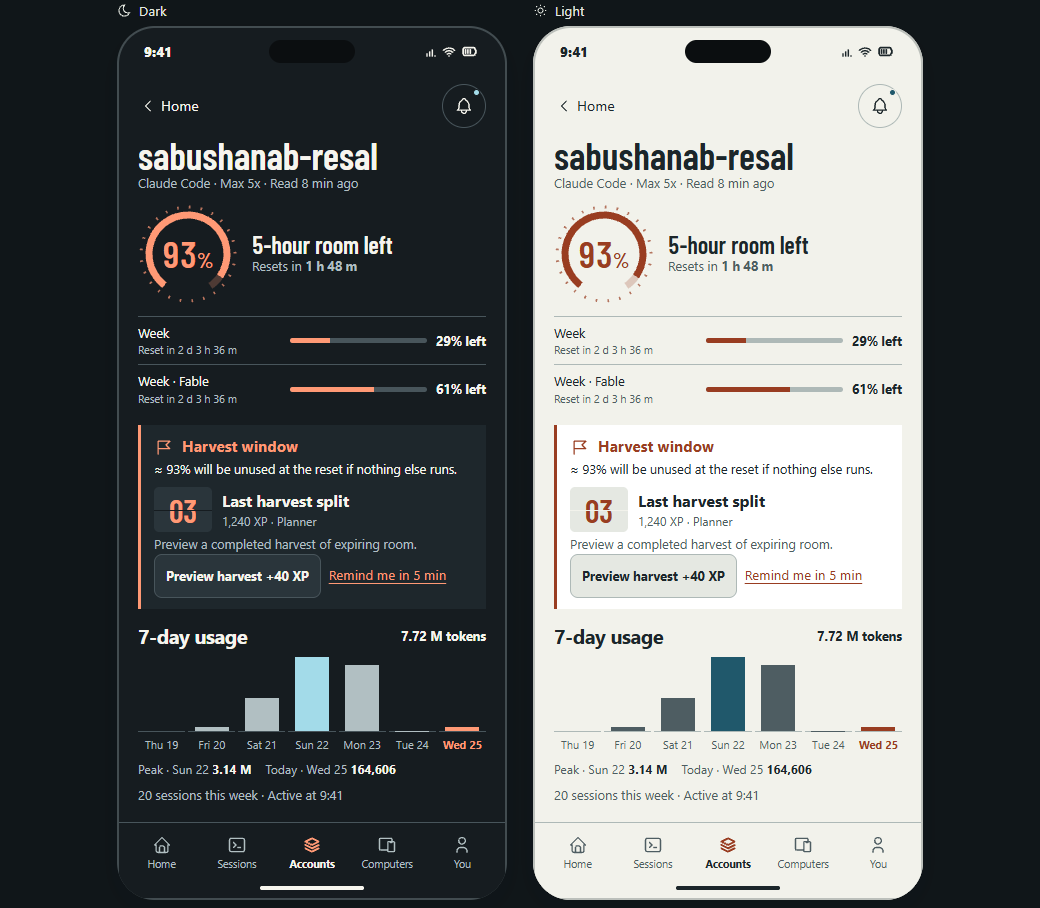 Dark
9:41
Home
sabushanab-resal
Claude Code · Max 5x · Read 8 min ago
93%
5-hour room left
Resets in 1 h 48 m
Week
Reset in 2 d 3 h 36 m
29% left
Week · Fable
Reset in 2 d 3 h 36 m
61% left
Harvest window
≈ 93% will be unused at the reset if nothing else runs.
03
Last harvest split
1,240 XP · Planner
Preview a completed harvest of expiring room.
Preview harvest +40 XP
Remind me in 5 min
7-day usage
7.72 M tokens
Thu 19 Fri 20 Sat 21 Sun 22 Mon 23 Tue 24 Wed 25
Peak · Sun 22 3.14 M Today · Wed 25 164,606
20 sessions this week · Active at 9:41
Home Sessions Accounts Computers You
Light
9:41
Home
sabushanab-resal
Claude Code · Max 5x · Read 8 min ago
93%
5-hour room left
Resets in 1 h 48 m
Week
Reset in 2 d 3 h 36 m
29% left
Week · Fable
Reset in 2 d 3 h 36 m
61% left
Harvest window
≈ 93% will be unused at the reset if nothing else runs.
03
Last harvest split
1,240 XP · Planner
Preview a completed harvest of expiring room.
Preview harvest +40 XP
Remind me in 5 min
7-day usage
7.72 M tokens
Thu 19 Fri 20 Sat 21 Sun 22 Mon 23 Tue 24 Wed 25
Peak · Sun 22 3.14 M Today · Wed 25 164,606
20 sessions this week · Active at 9:41
Home Sessions Accounts Computers You